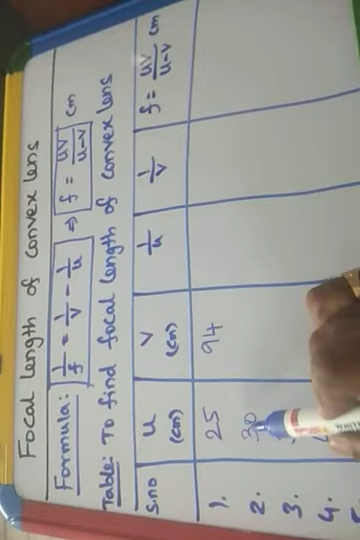 Focal length of convex lens
Formula: 1/f = 1/v - 1/u ⇒ f = uv/u-v cm
Table: To find focal length of convex lens
S.no u (cm) v (cm) 1/u 1/v f = uv/u-v cm
1. 25 94
2. 30
3.
4.